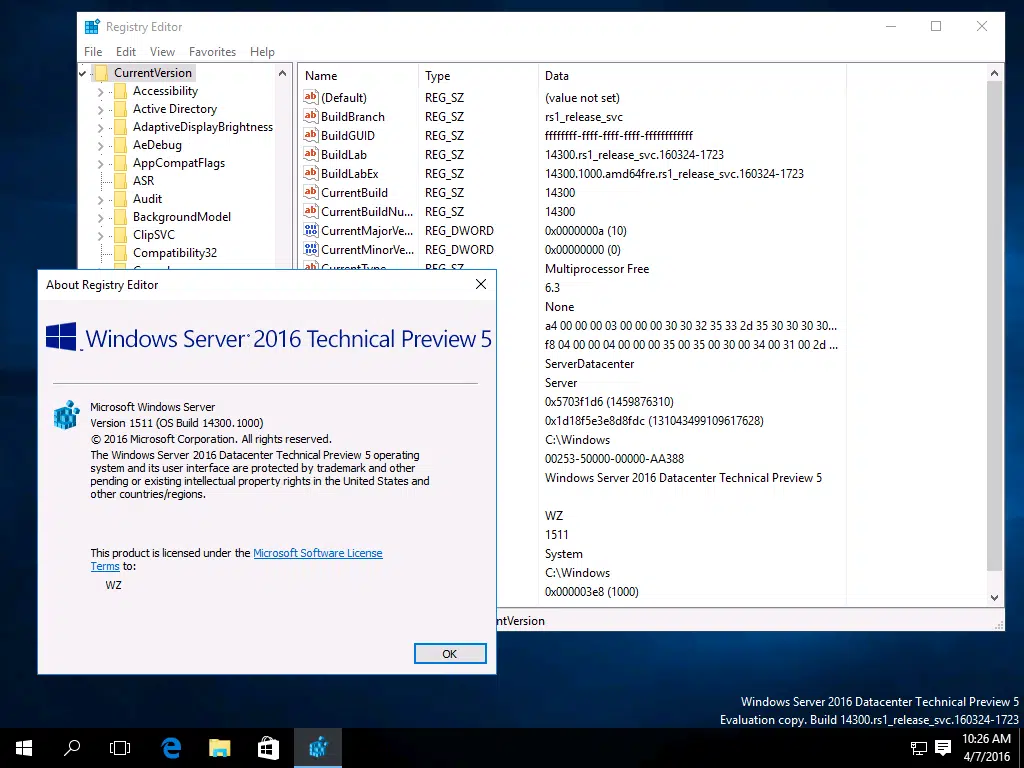 Registry Editor
File Edit View Favorites Help
CurrentVersion
Accessibility
Active Directory
AdaptiveDisplayBrightness
AeDebug
AppCompatFlags
ASR
Audit
BackgroundModel
ClipSVC
Compatibility32
Name Type Data
(Default) REG_SZ (value not set)
BuildBranch REG_SZ rs1_release_svc
BuildGUID REG_SZ ffffffff-ffff-ffff-ffff-ffffffffffff
BuildLab REG_SZ 14300.rs1_release_svc.160324-1723
BuildLabEx REG_SZ 14300.1000.amd64fre.rs1_release_svc.160324-1723
CurrentBuild REG_SZ 14300
CurrentBuildNu... REG_SZ 14300
CurrentMajorVe... REG_DWORD 0x0000000a (10)
CurrentMinorVe... REG_DWORD 0x00000000 (0)
CurrentType REG_SZ Multiprocessor Free
6.3
None
a4 00 00 00 03 00 00 00 30 30 32 35 33 2d 35 30 30 30 30...
f8 04 00 00 04 00 00 00 35 00 35 00 30 00 34 00 31 00 2d ...
ServerDatacenter
Server
0x5703f1d6 (1459876310)
0x1d18f5e3e8d8fdc (131043499109617628)
C:\Windows
00253-50000-00000-AA388
Windows Server 2016 Datacenter Technical Preview 5
WZ
1511
System
C:\Windows
0x000003e8 (1000)
ntVersion
About Registry Editor
Windows Server 2016 Technical Preview 5
Microsoft Windows Server
Version 1511 (OS Build 14300.1000)
© 2016 Microsoft Corporation. All rights reserved.
The Windows Server 2016 Datacenter Technical Preview 5 operating
system and its user interface are protected by trademark and other
pending or existing intellectual property rights in the United States and
other countries/regions.
This product is licensed under the Microsoft Software License
Terms to:
WZ
OK
Windows Server 2016 Datacenter Technical Preview 5
Evaluation copy. Build 14300.rs1_release_svc.160324-1723
10:26 AM
4/7/2016